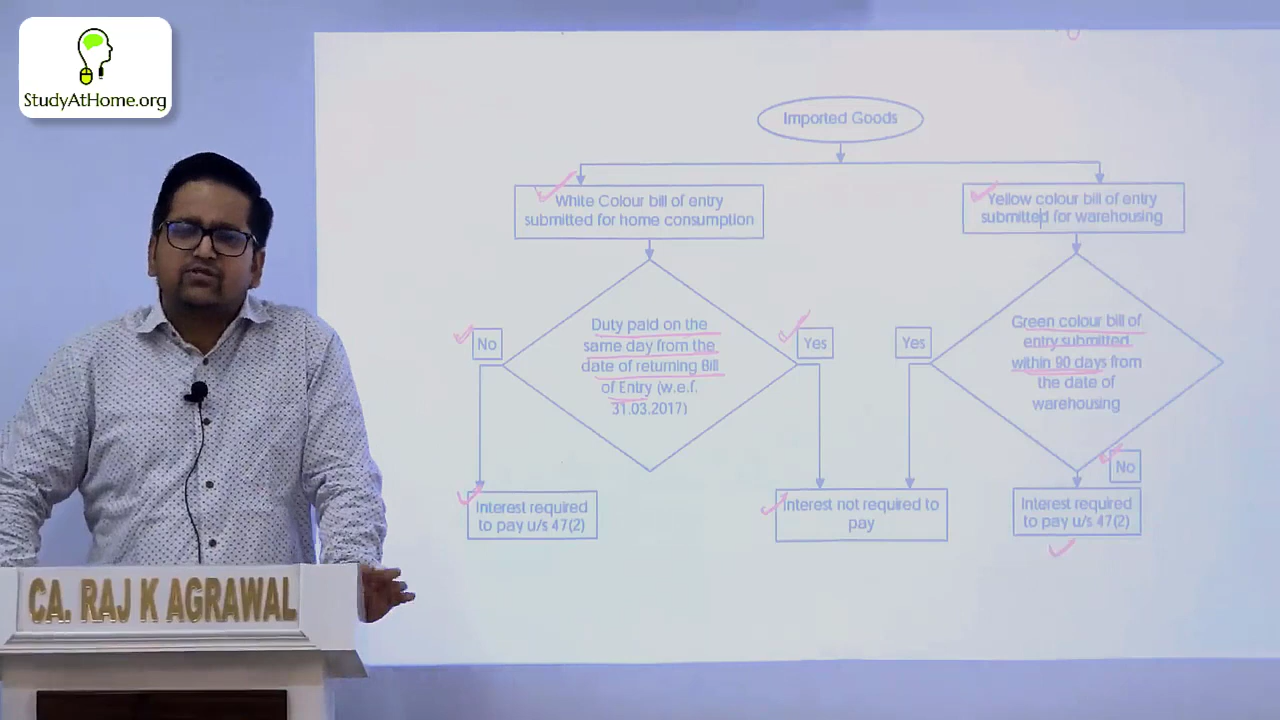 StudyAtHome.org
Imported Goods
White Colour bill of entry
submitted for home consumption
Yellow colour bill of entry
submitted for warehousing
No
Duty paid on the
same day from the
date of returning Bill
of Entry (w.e.f.
31.03.2017)
Yes
Yes
Green colour bill of
entry submitted
within 90 days from
the date of
warehousing
No
Interest required
to pay u/s 47(2)
Interest not required to
pay
Interest required
to pay u/s 47(2)
CA. RAJ K AGRAWAL